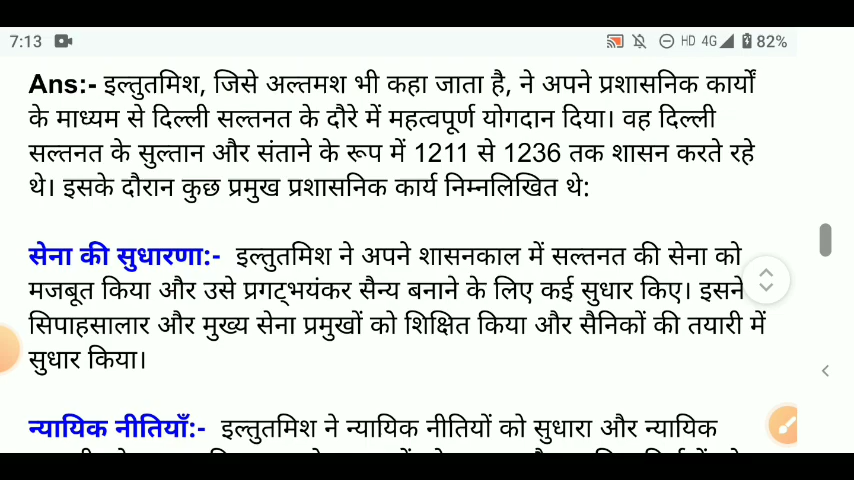 7:13
HD 4G 82%
Ans:- इल्तुतमिश, जिसे अल्तमश भी कहा जाता है, ने अपने प्रशासनिक कार्यों
के माध्यम से दिल्ली सल्तनत के दौरे में महत्वपूर्ण योगदान दिया। वह दिल्ली
सल्तनत के सुल्तान और संताने के रूप में 1211 से 1236 तक शासन करते रहे
थे। इसके दौरान कुछ प्रमुख प्रशासनिक कार्य निम्नलिखित थे:
सेना की सुधारणा:- इल्तुतमिश ने अपने शासनकाल में सल्तनत की सेना को
मजबूत किया और उसे प्रगट्भयंकर सैन्य बनाने के लिए कई सुधार किए। इसने
सिपाहसालार और मुख्य सेना प्रमुखों को शिक्षित किया और सैनिकों की तयारी में
सुधार किया।
न्यायिक नीतियाँ:- इल्तुतमिश ने न्यायिक नीतियों को सुधारा और न्यायिक